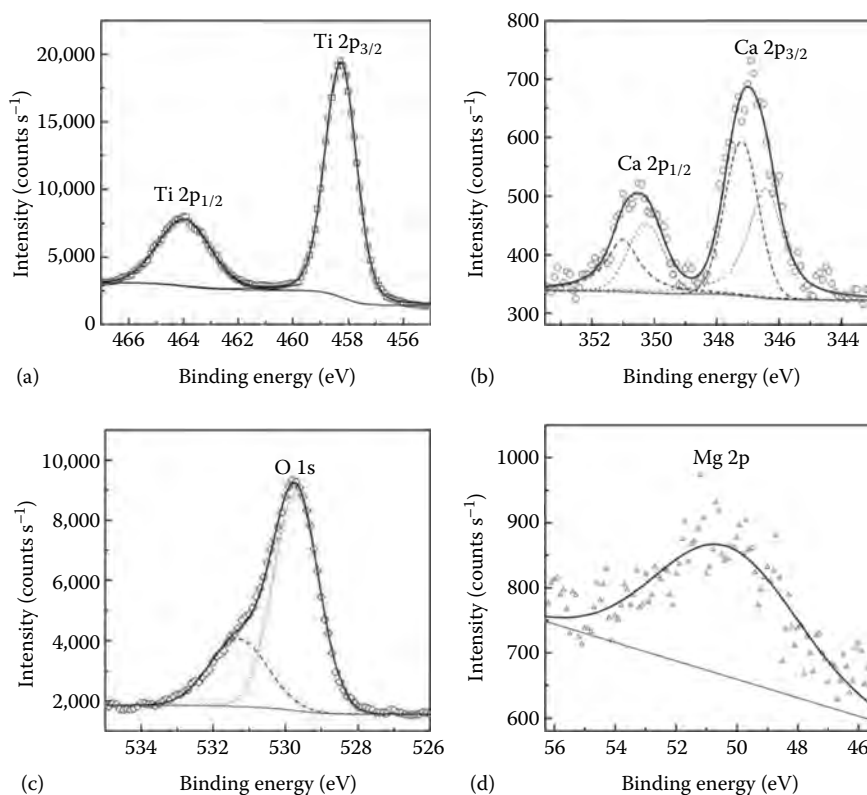 Ti 2p3/2
Ti 2p1/2
20,000
15,000
10,000
5,000
2,500
0
Intensity (counts s−1)
466 464 462 460 458 456
(a) Binding energy (eV)
Ca 2p3/2
Ca 2p1/2
800
700
600
500
400
300
Intensity (counts s−1)
352 350 348 346 344
(b) Binding energy (eV)
O 1s
10,000
8,000
6,000
4,000
2,000
Intensity (counts s−1)
534 532 530 528 526
(c) Binding energy (eV)
Mg 2p
1000
900
800
700
600
Intensity (counts s−1)
56 54 52 50 48 46
(d) Binding energy (eV)